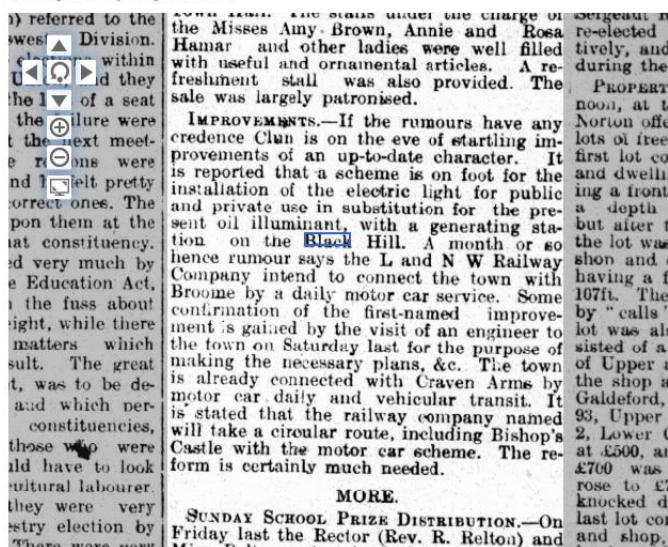 n) referred to the
west Division.
within
and they
the of a seat
the failure were
t the next meet-
were
nd felt pretty
orrect ones. The
pon them at the
at constituency.
ed very much by
e Education Act,
the fuss about
ight, while there
matters which
sult. The great
t, was to be de-
and which per-
constituencies,
those who were
uld have to look
cultural labourer.
they were very
estry election by
There were very
Town Hall. The stalls under the charge of
the Misses Amy Brown, Annie and Rosa
Hamar and other ladies were well filled
with useful and ornamental articles. A re-
freshment stall was also provided. The
sale was largely patronised.
IMPROVEMENTS.—If the rumours have any
credence Clun is on the eve of startling im-
provements of an up-to-date character. It
is reported that a scheme is on foot for the
installation of the electric light for public
and private use in substitution for the pre-
sent oil illuminant, with a generating sta-
tion on the Black Hill. A month or so
hence rumour says the L and N W Railway
Company intend to connect the town with
Broome by a daily motor car service. Some
confirmation of the first-named improve-
ment is gained by the visit of an engineer to
the town on Saturday last for the purpose of
making the necessary plans, &c. The town
is already connected with Craven Arms by
motor car daily and vehicular transit. It
is stated that the railway company named
will take a circular route, including Bishop's
Castle with the motor car scheme. The re-
form is certainly much needed.
MORE.
SUNDAY SCHOOL PRIZE DISTRIBUTION.—On
Friday last the Rector (Rev. R. Relton) and
Sergeant
re-elected
tively, and
during the
PROPERT
noon, at t
Norton offe
lots of free
first lot co
and dwelli
ing a front
a depth
but after t
the lot was
shop and
having a f
107ft. The
by "calls
lot was al
sisted of a
of Upper
the shop
Galdeford,
93, Upper
2, Lower
at £500, an
£700 was
rose to £7
knocked d
last lot co
and shop,